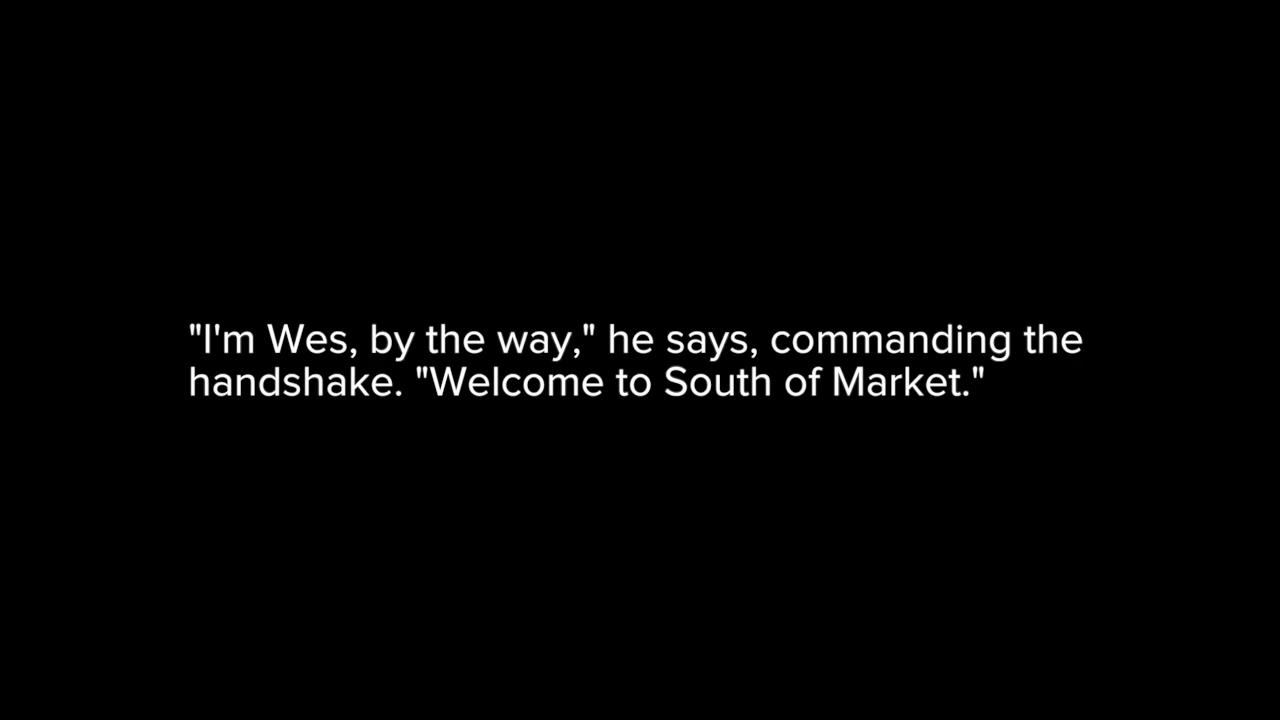 "I'm Wes, by the way," he says, commanding the
handshake. "Welcome to South of Market."